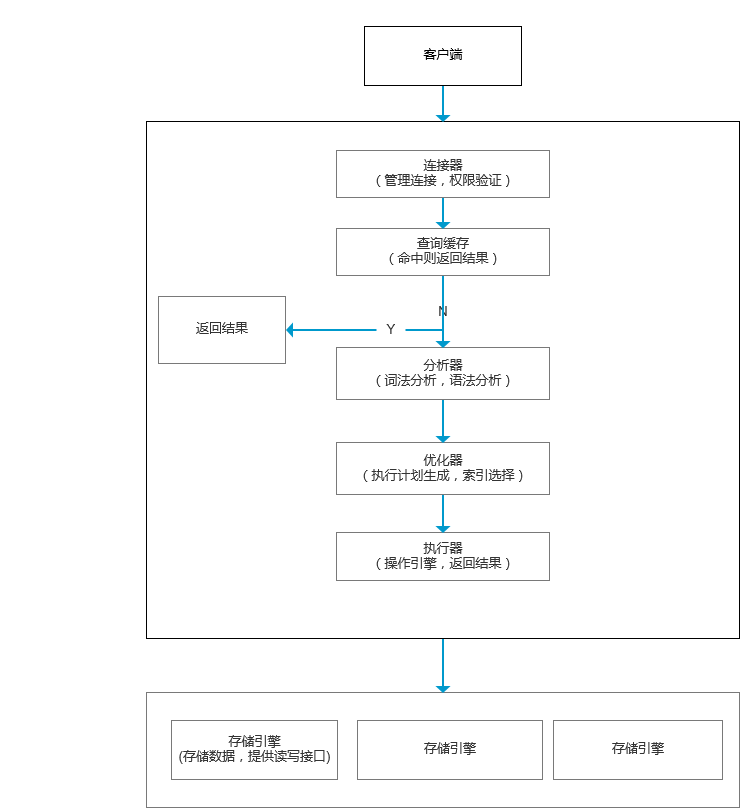 客户端
连接器
（管理连接，权限验证）
查询缓存
（命中则返回结果）
N
返回结果
Y
分析器
（词法分析，语法分析）
优化器
（执行计划生成，索引选择）
执行器
（操作引擎，返回结果）
存储引擎
(存储数据，提供读写接口)
存储引擎
存储引擎